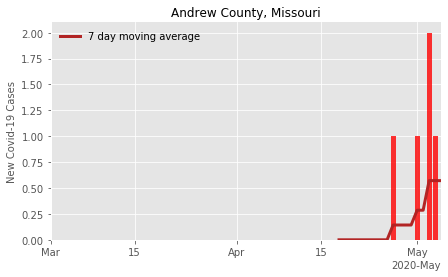 Andrew County, Missouri
7 day moving average
New Covid-19 Cases
2.00
1.75
1.50
1.25
1.00
0.75
0.50
0.25
0.00
Mar 15 Apr 15 May
2020-May